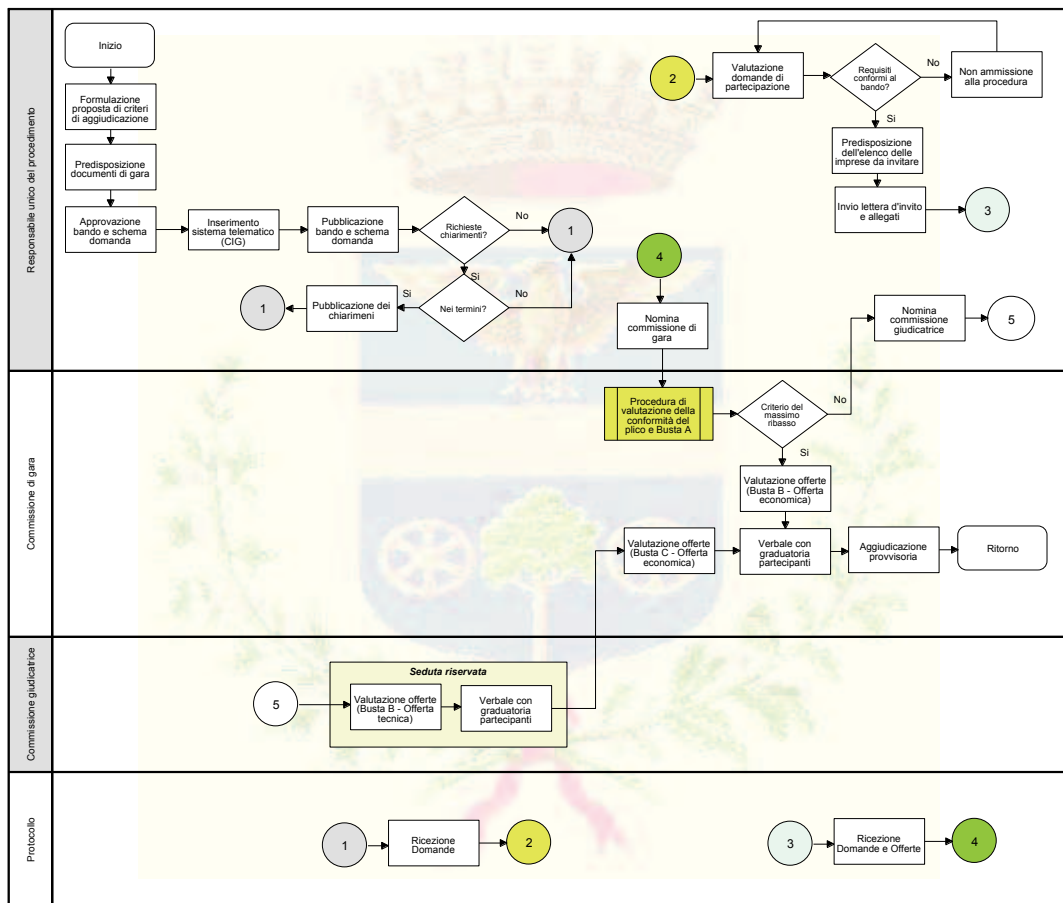 Responsabile unico del procedimento
Inizio
Formulazione
proposta di criteri
di aggiudicazione
Predisposizione
documenti di gara
Approvazione
bando e schema
domanda
Inserimento
sistema telematico
(CIG)
Pubblicazione
bando e schema
domanda
Richieste
chiarimenti?
No
1
Si
Nei termini?
No
Si
Pubblicazione dei
chiarimeni
1
2
Valutazione
domande di
partecipazione
Requisiti
conformi al
bando?
No
Non ammissione
alla procedura
Si
Predisposizione
dell'elenco delle
imprese da invitare
Invio lettera d'invito
e allegati
3
4
Nomina
commissione di
gara
Nomina
commissione
giudicatrice
5
Commissione di gara
Procedura di
valutazione della
conformità del
plico e Busta A
Criterio del
massimo
ribasso
No
Si
Valutazione offerte
(Busta B - Offerta
economica)
Valutazione offerte
(Busta C - Offerta
economica)
Verbale con
graduatoria
partecipanti
Aggiudicazione
provvisoria
Ritorno
Commissione giudicatrice
Seduta riservata
5
Valutazione offerte
(Busta B - Offerta
tecnica)
Verbale con
graduatoria
partecipanti
Protocollo
1
Ricezione
Domande
2
3
Ricezione
Domande e Offerte
4